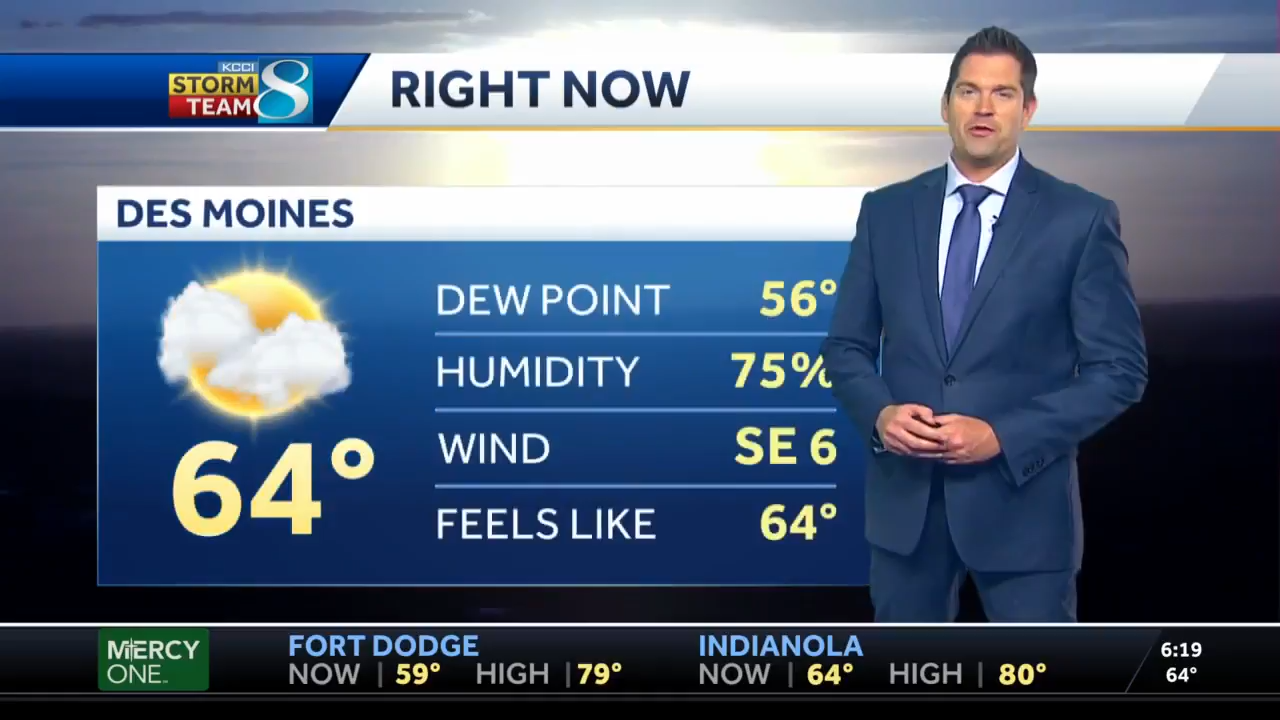 KCCI
STORM
TEAM 8
RIGHT NOW
DES MOINES
64°
DEW POINT 56°
HUMIDITY 75%
WIND SE 6
FEELS LIKE 64°
MERCY
ONE
FORT DODGE
NOW | 59° HIGH | 79°
INDIANOLA
NOW | 64° HIGH | 80°
6:19
64°